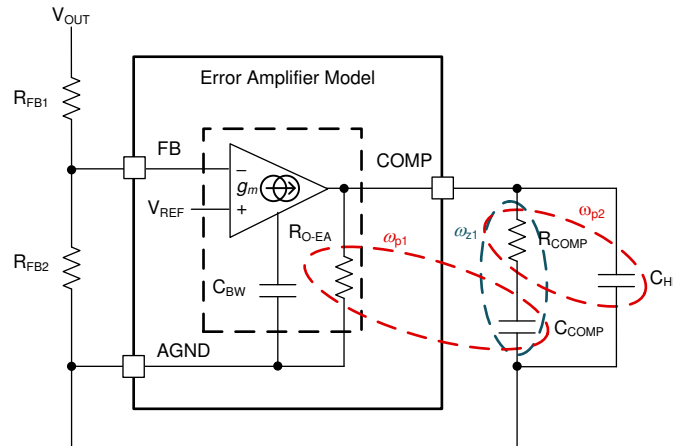 VOUT
Error Amplifier Model
RFB1
FB
COMP
gm
−
+
VREF
RO-EA
ωp1
ωz1
ωp2
RCOMP
RFB2
CBW
CHF
CCOMP
AGND